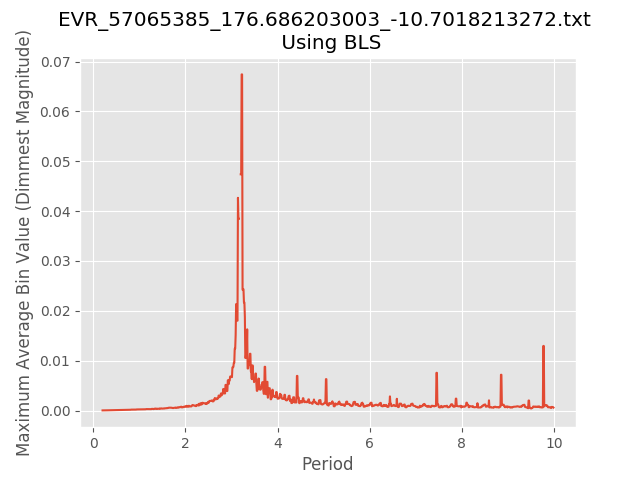 EVR_57065385_176.686203003_-10.7018213272.txt
Using BLS
Maximum Average Bin Value (Dimmest Magnitude)
0.07
0.06
0.05
0.04
0.03
0.02
0.01
0.00
0 2 4 6 8 10
Period